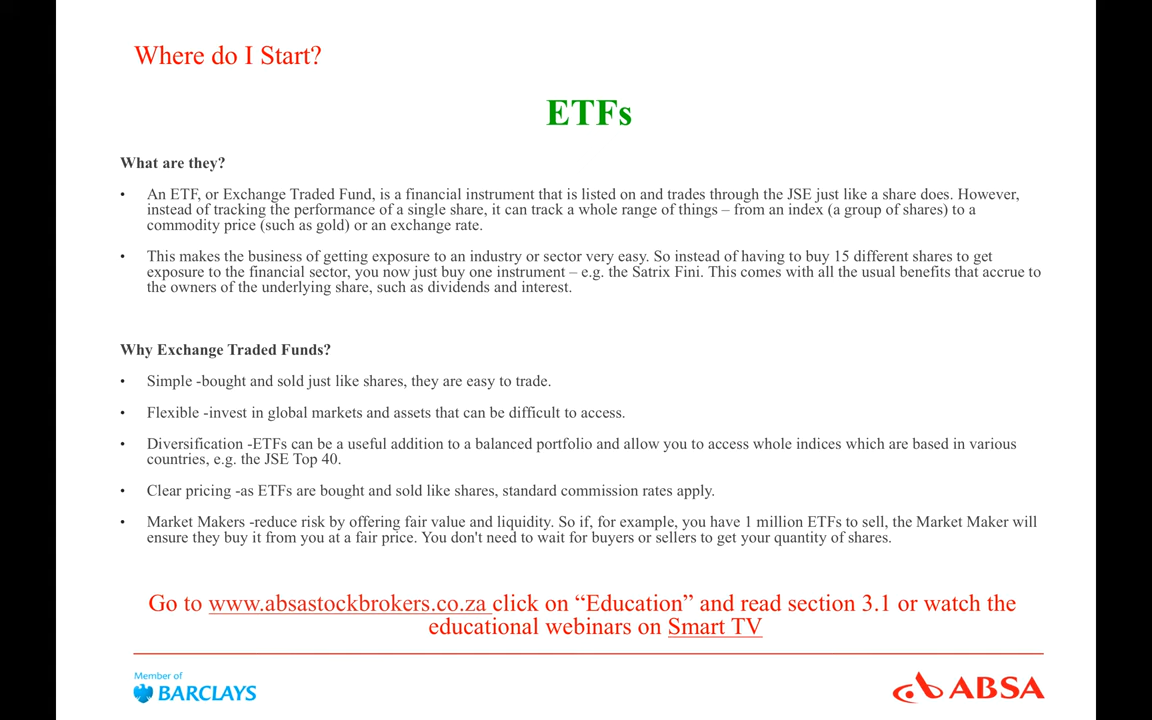 Where do I Start?
ETFs
What are they?
• An ETF, or Exchange Traded Fund, is a financial instrument that is listed on and trades through the JSE just like a share does. However,
instead of tracking the performance of a single share, it can track a whole range of things – from an index (a group of shares) to a
commodity price (such as gold) or an exchange rate.
• This makes the business of getting exposure to an industry or sector very easy. So instead of having to buy 15 different shares to get
exposure to the financial sector, you now just buy one instrument – e.g. the Satrix Fini. This comes with all the usual benefits that accrue to
the owners of the underlying share, such as dividends and interest.
Why Exchange Traded Funds?
• Simple -bought and sold just like shares, they are easy to trade.
• Flexible -invest in global markets and assets that can be difficult to access.
• Diversification -ETFs can be a useful addition to a balanced portfolio and allow you to access whole indices which are based in various
countries, e.g. the JSE Top 40.
• Clear pricing -as ETFs are bought and sold like shares, standard commission rates apply.
• Market Makers -reduce risk by offering fair value and liquidity. So if, for example, you have 1 million ETFs to sell, the Market Maker will
ensure they buy it from you at a fair price. You don't need to wait for buyers or sellers to get your quantity of shares.
Go to www.absastockbrokers.co.za click on “Education” and read section 3.1 or watch the
educational webinars on Smart TV
Member of
BARCLAYS
ABSA